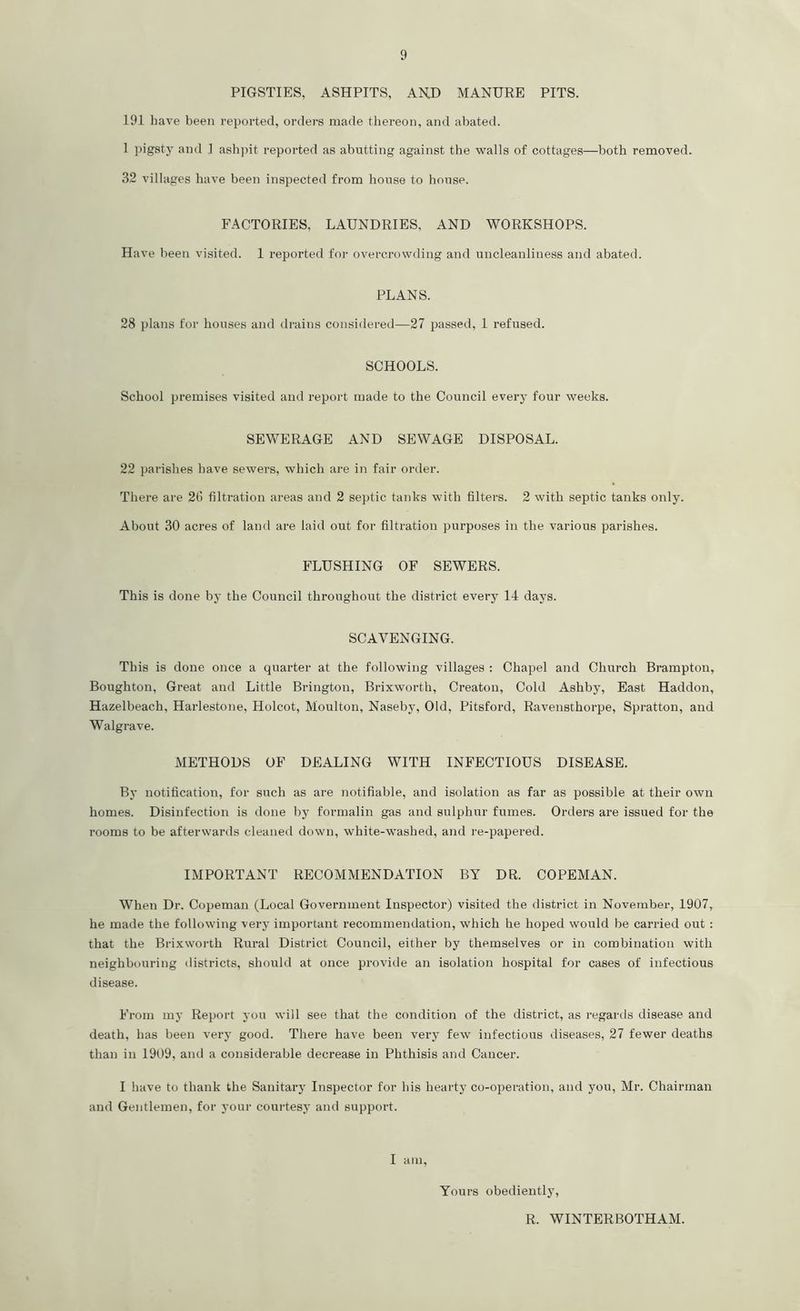 9
PIGSTIES, ASHPITS, AND MANURE PITS.
191 have been reported, orders made thereon, and abated.
1 pigsty and 1 ashpit reported as abutting against the walls of cottages—both removed.
32 villages have been inspected from house to house.
FACTORIES, LAUNDRIES, AND WORKSHOPS.
Have been visited. 1 reported for overcrowding and uncleanliness and abated.
PLANS.
28 plans for houses and drains considered—27 passed, 1 refused.
SCHOOLS.
School premises visited and report made to the Council every four weeks.
SEWERAGE AND SEWAGE DISPOSAL.
22 parishes have sewers, which are in fair order.
There are 26 filtration areas and 2 septic tanks with filters. 2 with septic tanks only.
About 30 acres of land are laid out for filtration purposes in the various parishes.
FLUSHING OF SEWERS.
This is done by the Council throughout the district every 14 days.
SCAVENGING.
This is done once a quarter at the following villages : Chapel and Church Brampton,
Boughton, Great and Little Brington, Brixworth, Creaton, Cold Ashby, East Haddon,
Hazelbeach, Harlestone, Holcot, Moulton, Naseby, Old, Pitsford, Ravensthorpe, Spratton, and
Walgrave.
METHODS OF DEALING WITH INFECTIOUS DISEASE.
By notification, for such as are notifiable, and isolation as far as possible at their own
homes. Disinfection is done by formalin gas and sulphur fumes. Orders are issued for the
rooms to be afterwards cleaned down, white-washed, and re-papered.
IMPORTANT RECOMMENDATION BY DR. COPEMAN.
When Dr. Copeman (Local Government Inspector) visited the district in November, 1907,
he made the following very important recommendation, which he hoped would be carried out :
that the Brixworth Rural District Council, either by themselves or in combination with
neighbouring districts, should at once provide an isolation hospital for cases of infectious
disease.
From my Report you will see that the condition of the district, as regards disease and
death, has been very good. There have been very few infectious diseases, 27 fewer deaths
than in 1909, and a considerable decrease in Phthisis and Cancer.
I have to thank the Sanitary Inspector for his hearty co-operation, and you, Mr. Chairman
and Gentlemen, for your courtesy and support.
I am,
Yours obediently,
R. WINTERBOTHAM.